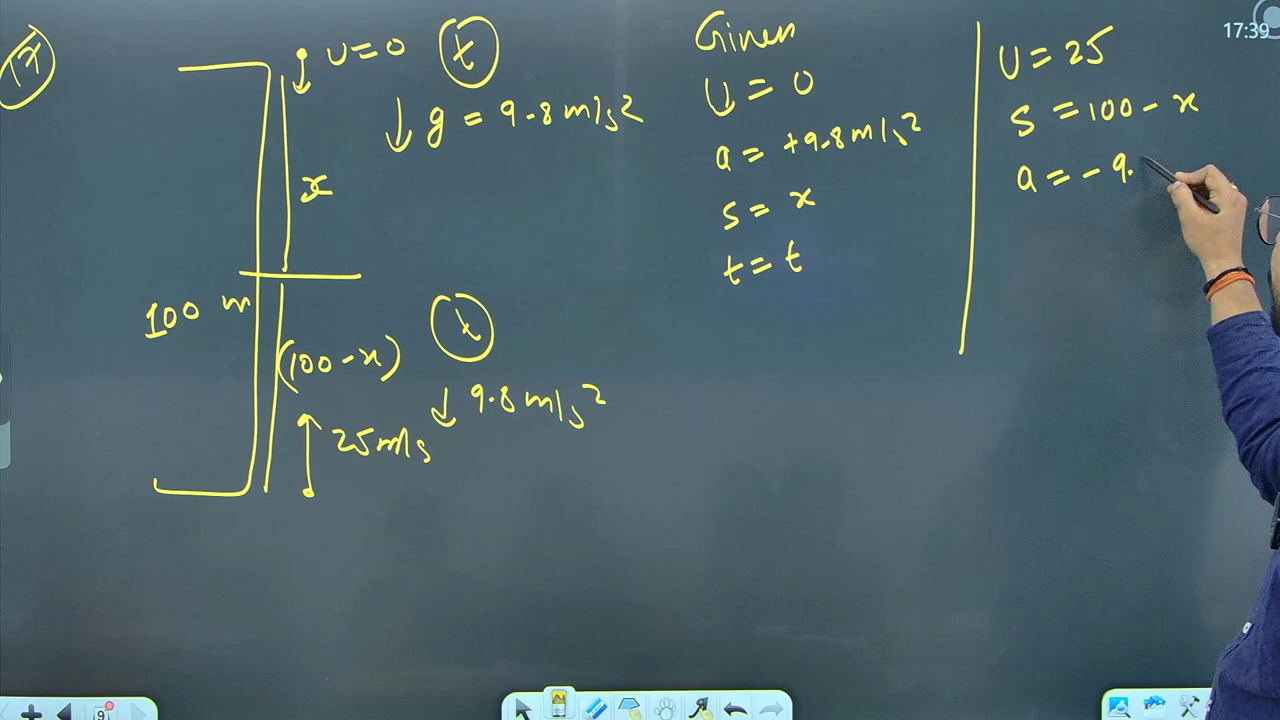 17:39
17
u = 0
t
g = 9.8 m/s²
x
100 m
(100 - x)
t
9.8 m/s²
25 m/s
Given
U = 0
a = +9.8 m/s²
s = x
t = t
U = 25
S = 100 - x
a = - 9.
9